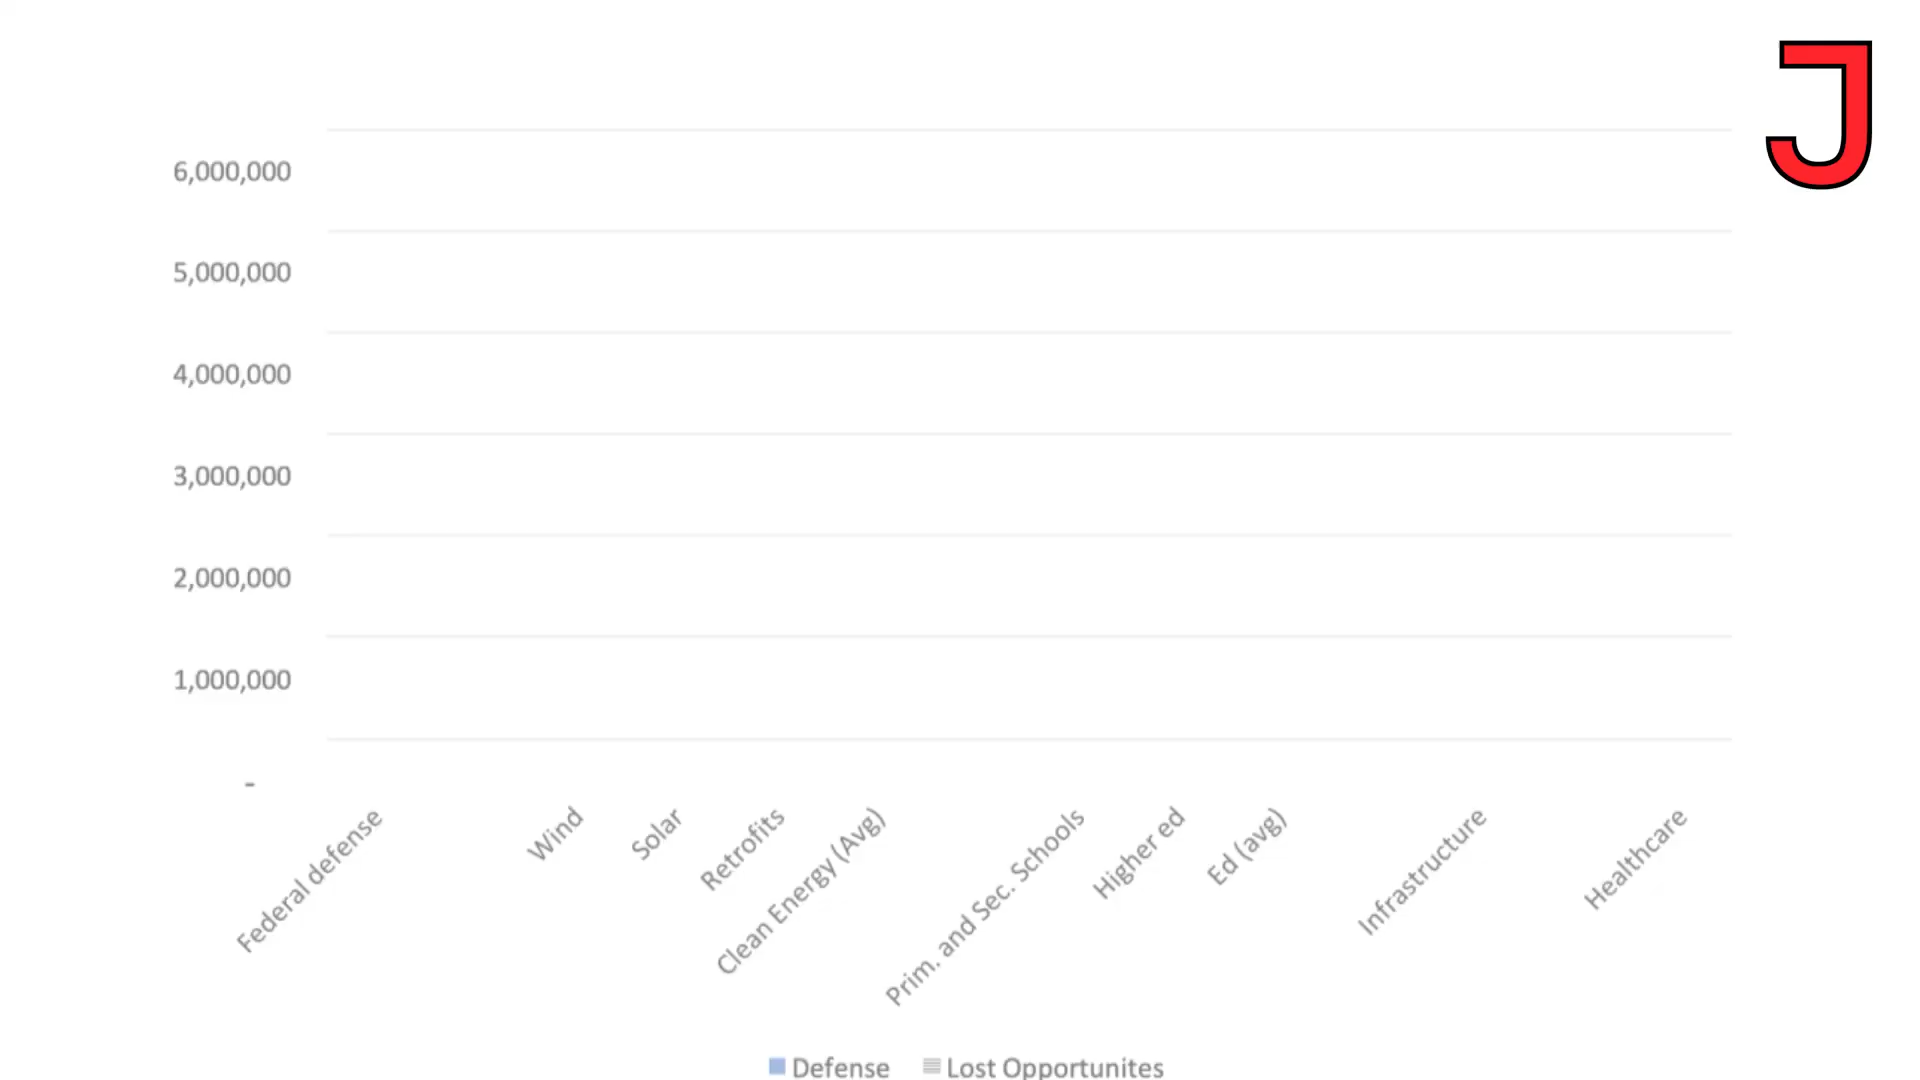 J
6,000,000
5,000,000
4,000,000
3,000,000
2,000,000
1,000,000
-
Federal defense
Wind
Solar
Retrofits
Clean Energy (Avg)
Prim. and Sec. Schools
Higher ed
Ed (avg)
Infrastructure
Healthcare
Defense
Lost Opportunites